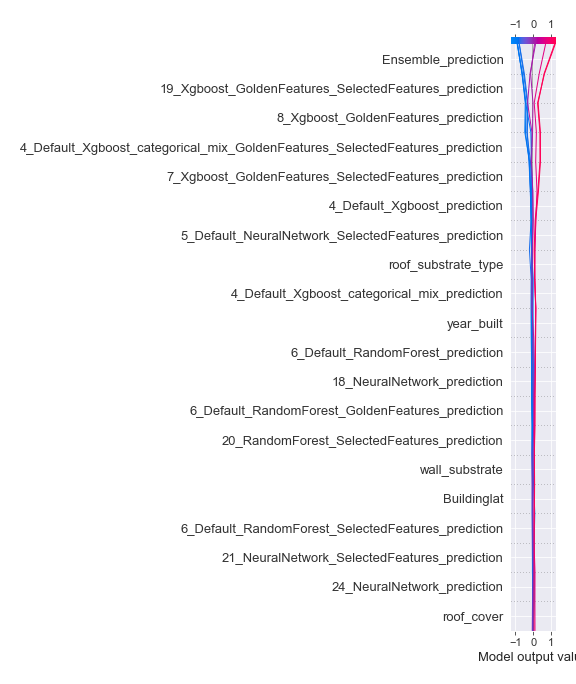 −1 0 1
Ensemble_prediction
19_Xgboost_GoldenFeatures_SelectedFeatures_prediction
8_Xgboost_GoldenFeatures_prediction
4_Default_Xgboost_categorical_mix_GoldenFeatures_SelectedFeatures_prediction
7_Xgboost_GoldenFeatures_SelectedFeatures_prediction
4_Default_Xgboost_prediction
5_Default_NeuralNetwork_SelectedFeatures_prediction
roof_substrate_type
4_Default_Xgboost_categorical_mix_prediction
year_built
6_Default_RandomForest_prediction
18_NeuralNetwork_prediction
6_Default_RandomForest_GoldenFeatures_prediction
20_RandomForest_SelectedFeatures_prediction
wall_substrate
Buildinglat
6_Default_RandomForest_SelectedFeatures_prediction
21_NeuralNetwork_SelectedFeatures_prediction
24_NeuralNetwork_prediction
roof_cover
−1 0 1
Model output valu